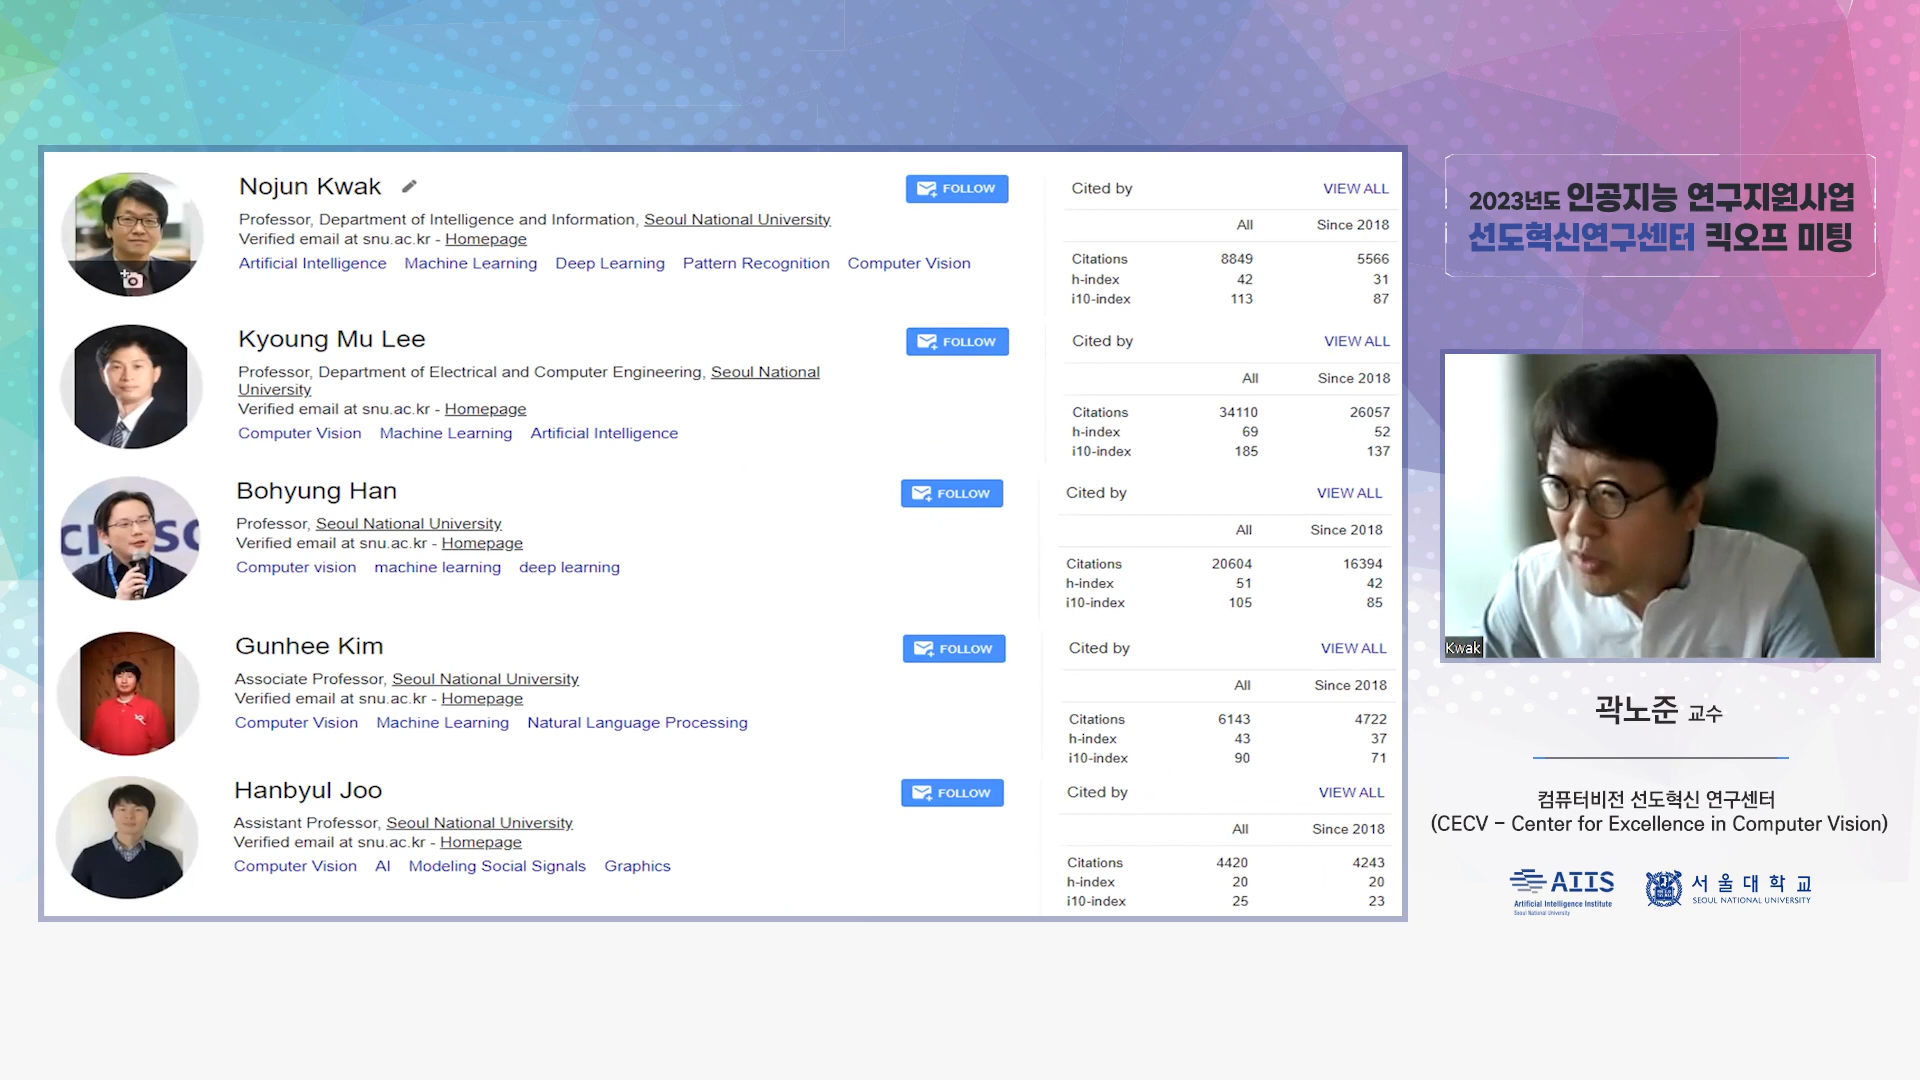 Nojun Kwak
FOLLOW
Professor, Department of Intelligence and Information, Seoul National University
Verified email at snu.ac.kr - Homepage
Artificial Intelligence Machine Learning Deep Learning Pattern Recognition Computer Vision
Cited by VIEW ALL
All Since 2018
Citations 8849 5566
h-index 42 31
i10-index 113 87
Kyoung Mu Lee
FOLLOW
Professor, Department of Electrical and Computer Engineering, Seoul National
University
Verified email at snu.ac.kr - Homepage
Computer Vision Machine Learning Artificial Intelligence
Cited by VIEW ALL
All Since 2018
Citations 34110 26057
h-index 69 52
i10-index 185 137
Bohyung Han
FOLLOW
Professor, Seoul National University
Verified email at snu.ac.kr - Homepage
Computer vision machine learning deep learning
Cited by VIEW ALL
All Since 2018
Citations 20604 16394
h-index 51 42
i10-index 105 85
Gunhee Kim
FOLLOW
Associate Professor, Seoul National University
Verified email at snu.ac.kr - Homepage
Computer Vision Machine Learning Natural Language Processing
Cited by VIEW ALL
All Since 2018
Citations 6143 4722
h-index 43 37
i10-index 90 71
Hanbyul Joo
FOLLOW
Assistant Professor, Seoul National University
Verified email at snu.ac.kr - Homepage
Computer Vision AI Modeling Social Signals Graphics
Cited by VIEW ALL
All Since 2018
Citations 4420 4243
h-index 20 20
i10-index 25 23
2023년도 인공지능 연구지원사업
선도혁신연구센터 킥오프 미팅
Kwak
곽노준 교수
컴퓨터비전 선도혁신 연구센터
(CECV - Center for Excellence in Computer Vision)
AIIS
Artificial Intelligence Institute
Seoul National University
서울대학교
SEOUL NATIONAL UNIVERSITY